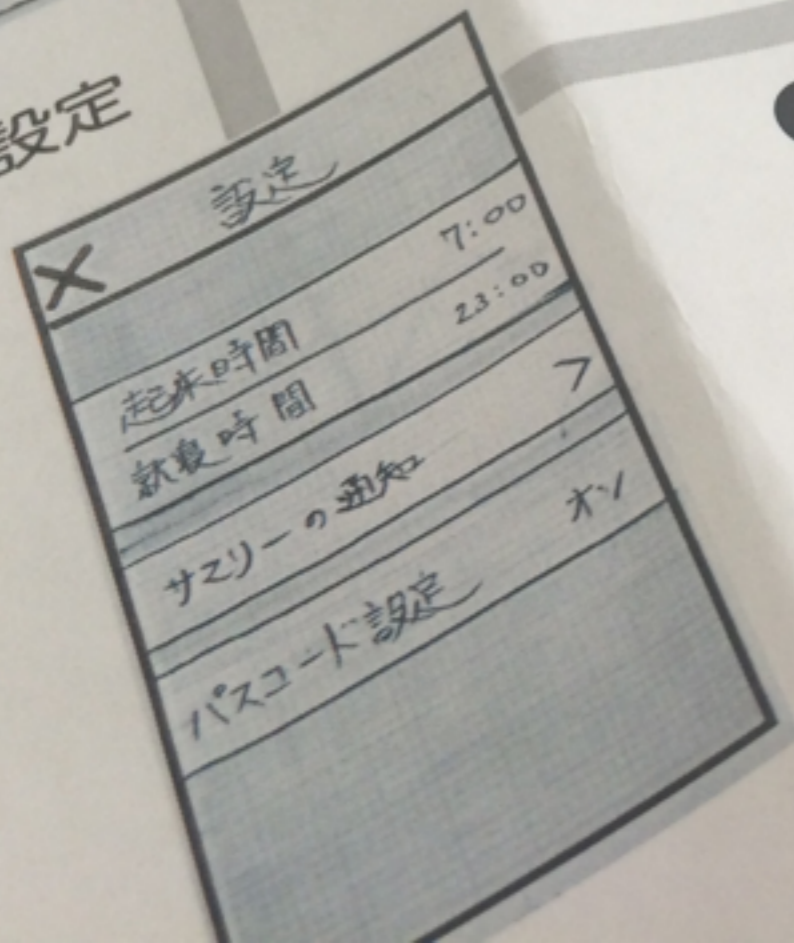 設定
設定
×
起床時間 7:00
就寝時間 23:00
サマリーの通知 >
パスコード設定 オン